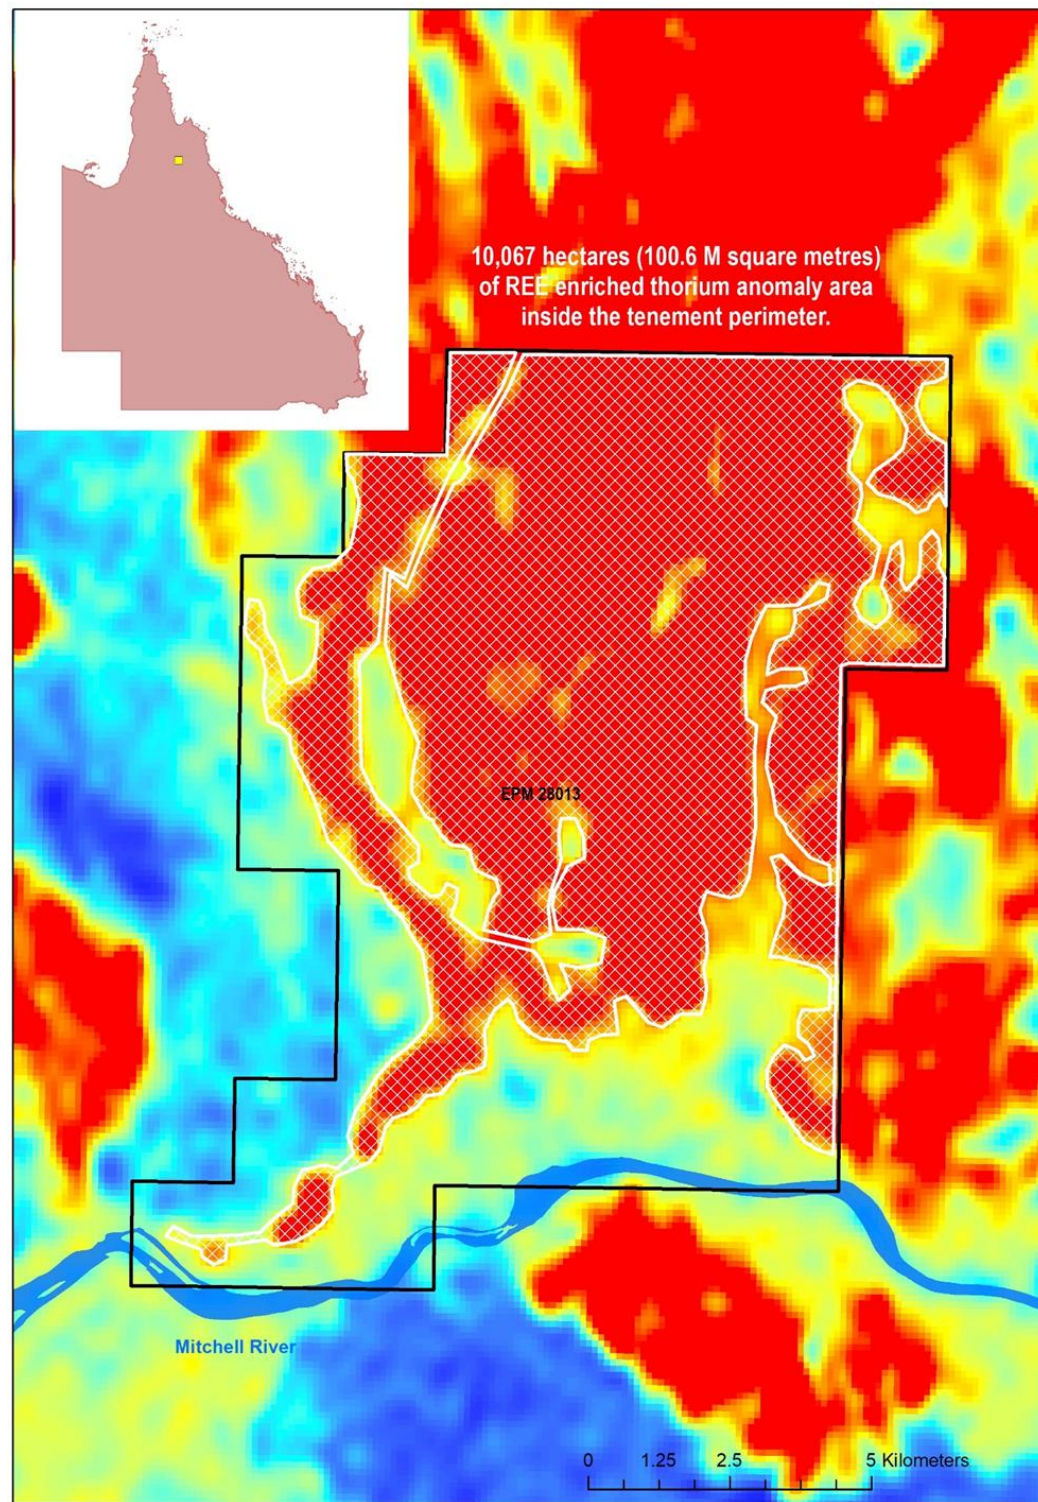 10,067 hectares (100.6 M square metres)
of REE enriched thorium anomaly area
inside the tenement perimeter.
EPM 28013
Mitchell River
0 1.25 2.5 5 Kilometers